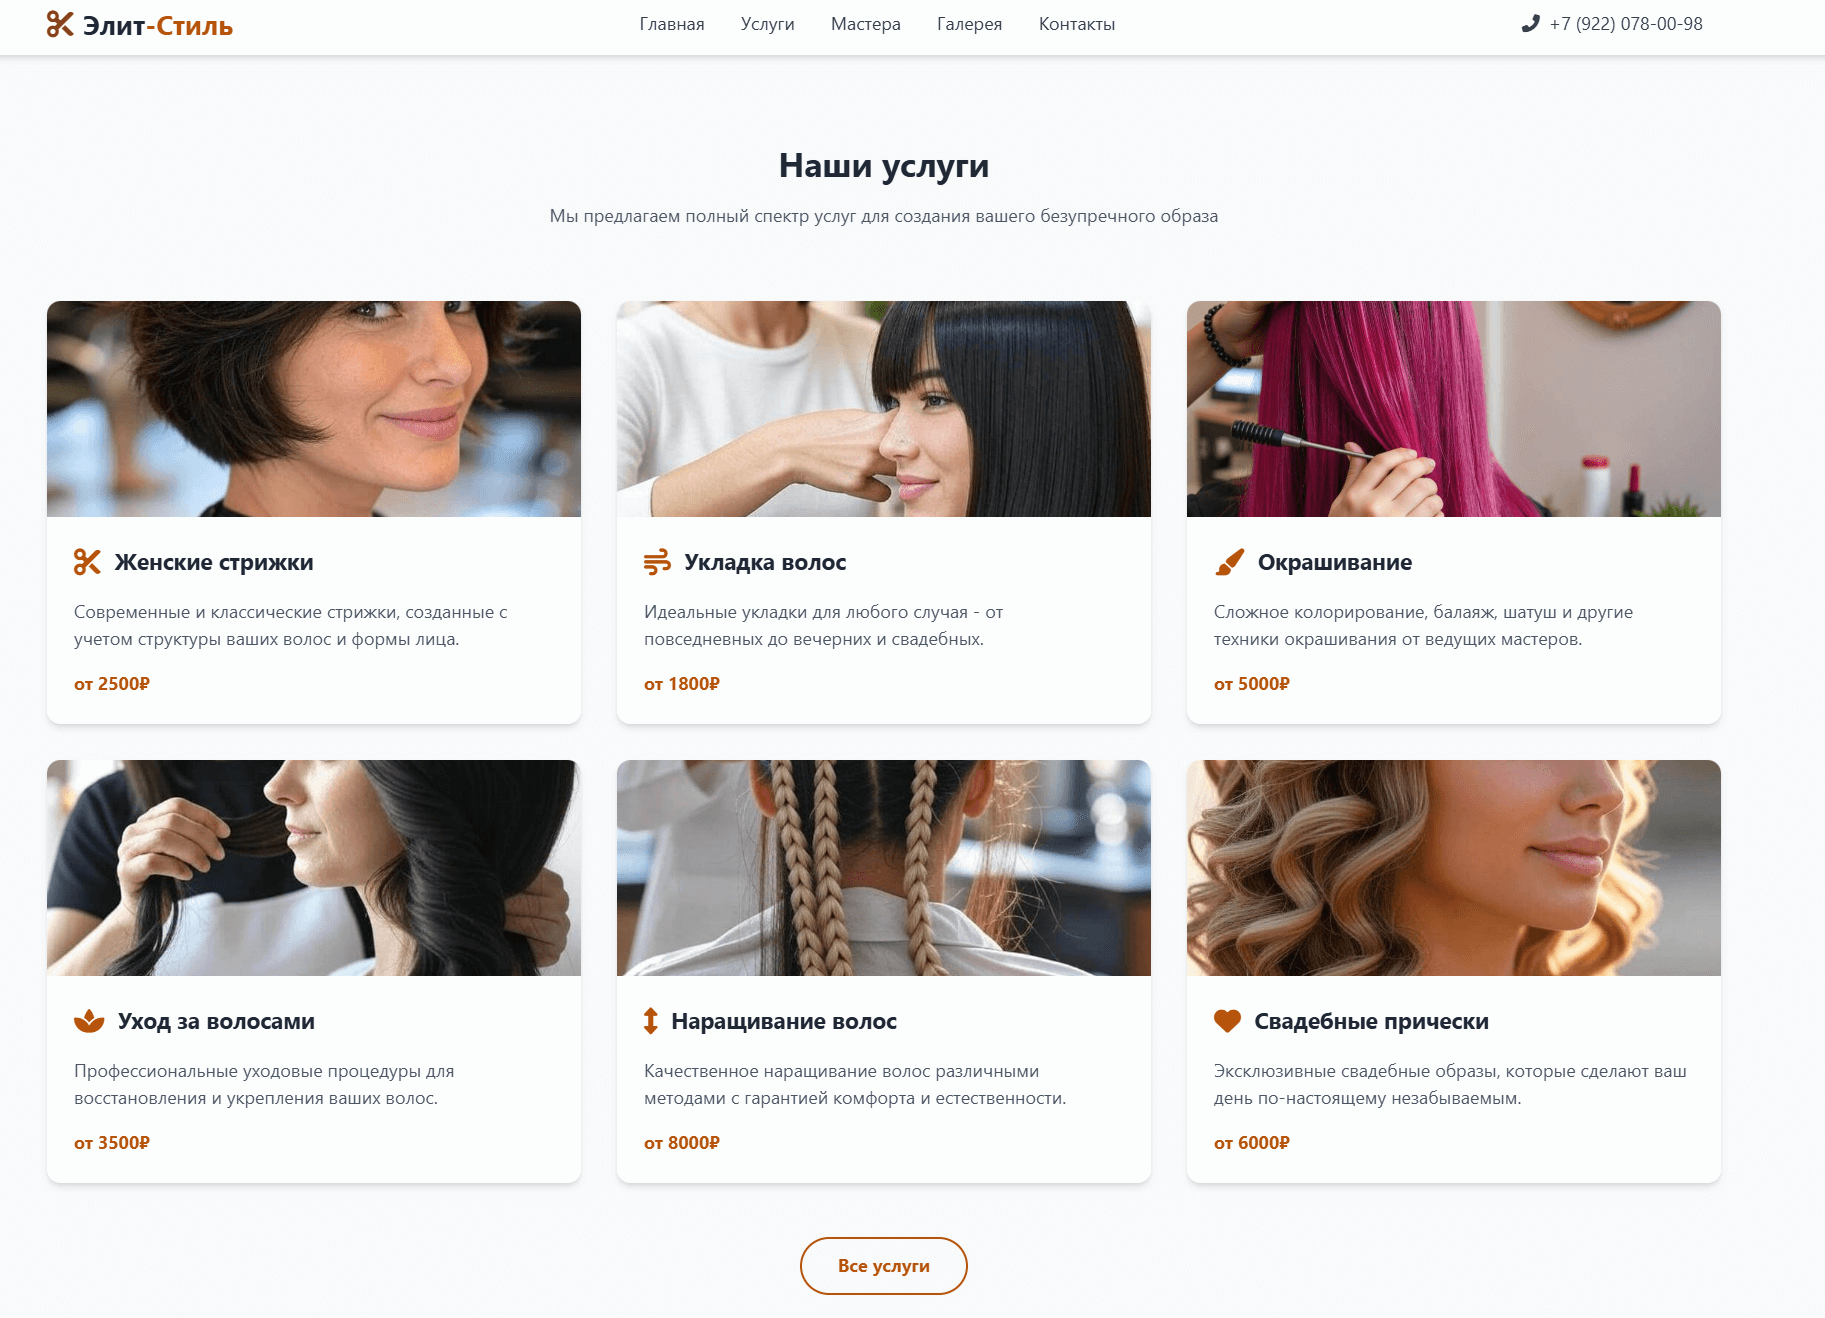 Элит-Стиль
Главная
Услуги
Мастера
Галерея
Контакты
+7 (922) 078-00-98
Наши услуги
Мы предлагаем полный спектр услуг для создания вашего безупречного образа
Женские стрижки
Современные и классические стрижки, созданные с
учетом структуры ваших волос и формы лица.
от 2500₽
Укладка волос
Идеальные укладки для любого случая - от
повседневных до вечерних и свадебных.
от 1800₽
Окрашивание
Сложное колорирование, балаяж, шатуш и другие
техники окрашивания от ведущих мастеров.
от 5000₽
Уход за волосами
Профессиональные уходовые процедуры для
восстановления и укрепления ваших волос.
от 3500₽
Наращивание волос
Качественное наращивание волос различными
методами с гарантией комфорта и естественности.
от 8000₽
Свадебные прически
Эксклюзивные свадебные образы, которые сделают ваш
день по-настоящему незабываемым.
от 6000₽
Все услуги